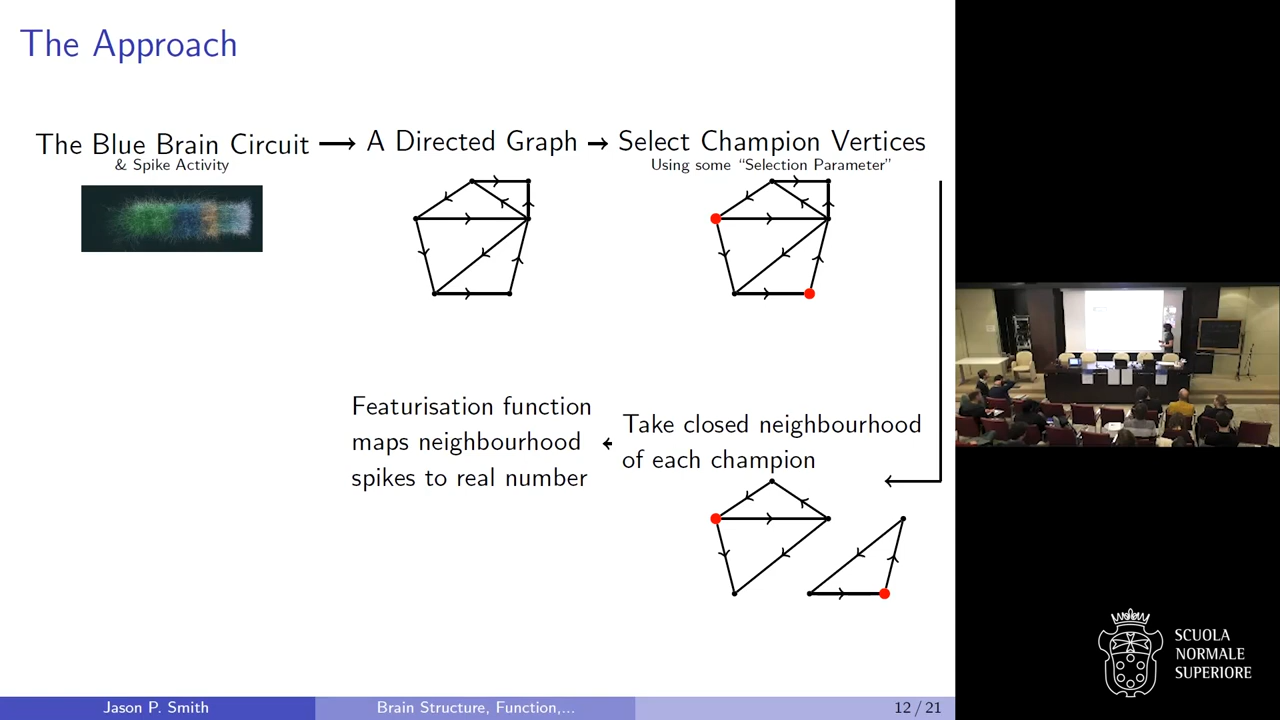 The Approach
The Blue Brain Circuit
& Spike Activity
A Directed Graph
Select Champion Vertices
Using some “Selection Parameter”
Featurisation function
maps neighbourhood
spikes to real number
Take closed neighbourhood
of each champion
SCUOLA
NORMALE
SUPERIORE
Jason P. Smith
Brain Structure, Function,...
12 / 21